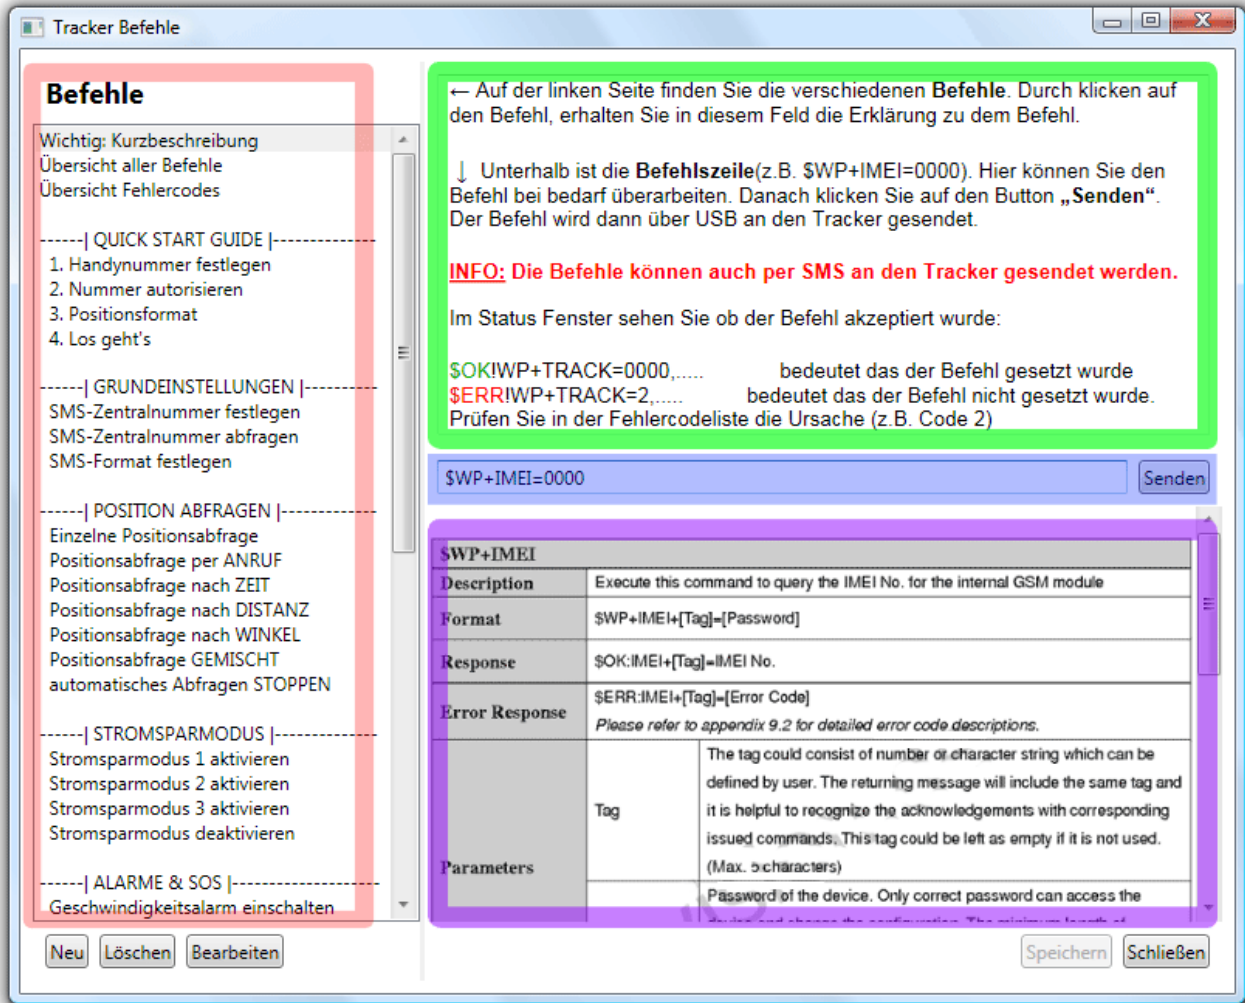 Tracker Befehle
Befehle
Wichtig: Kurzbeschreibung
Übersicht aller Befehle
Übersicht Fehlercodes
------| QUICK START GUIDE |--------------
1. Handynummer festlegen
2. Nummer autorisieren
3. Positionsformat
4. Los geht's
------| GRUNDEINSTELLUNGEN |----------
SMS-Zentralnummer festlegen
SMS-Zentralnummer abfragen
SMS-Format festlegen
------| POSITION ABFRAGEN |-------------
Einzelne Positionsabfrage
Positionsabfrage per ANRUF
Positionsabfrage nach ZEIT
Positionsabfrage nach DISTANZ
Positionsabfrage nach WINKEL
Positionsabfrage GEMISCHT
automatisches Abfragen STOPPEN
------| STROMSPARMODUS |---------------
Stromsparmodus 1 aktivieren
Stromsparmodus 2 aktivieren
Stromsparmodus 3 aktivieren
Stromsparmodus deaktivieren
------| ALARME & SOS |--------------------
Geschwindigkeitsalarm einschalten
Neu Löschen Bearbeiten
← Auf der linken Seite finden Sie die verschiedenen Befehle. Durch klicken auf
den Befehl, erhalten Sie in diesem Feld die Erklärung zu dem Befehl.
↓ Unterhalb ist die Befehlszeile(z.B. $WP+IMEI=0000). Hier können Sie den
Befehl bei bedarf überarbeiten. Danach klicken Sie auf den Button „Senden“.
Der Befehl wird dann über USB an den Tracker gesendet.
INFO: Die Befehle können auch per SMS an den Tracker gesendet werden.
Im Status Fenster sehen Sie ob der Befehl akzeptiert wurde:
$OK!WP+TRACK=0000,..... bedeutet das der Befehl gesetzt wurde
$ERR!WP+TRACK=2,..... bedeutet das der Befehl nicht gesetzt wurde.
Prüfen Sie in der Fehlercodeliste die Ursache (z.B. Code 2)
$WP+IMEI=0000 Senden
$WP+IMEI
Description Execute this command to query the IMEI No. for the internal GSM module
Format $WP+IMEI+[Tag]=[Password]
Response $OK:IMEI+[Tag]=IMEI No.
Error Response $ERR:IMEI+[Tag]=[Error Code]
Please refer to appendix 9.2 for detailed error code descriptions.
Parameters
Tag
The tag could consist of number or character string which can be
defined by user. The returning message will include the same tag and
it is helpful to recognize the acknowledgements with corresponding
issued commands. This tag could be left as empty if it is not used.
(Max. 5 characters)
Password of the device. Only correct password can access the
device and change the configuration. The minimum length of
Speichern Schließen